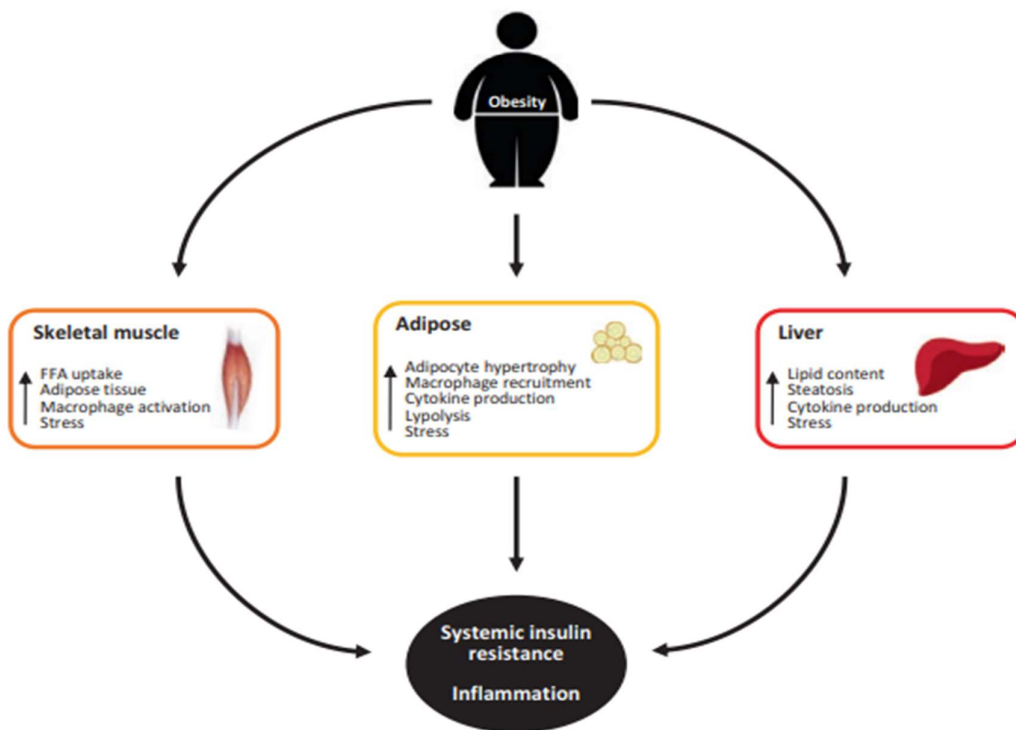 Obesity
Skeletal muscle
FFA uptake
Adipose tissue
Macrophage activation
Stress
Adipose
Adipocyte hypertrophy
Macrophage recruitment
Cytokine production
Lypolysis
Stress
Liver
Lipid content
Steatosis
Cytokine production
Stress
Systemic insulin
resistance
Inflammation